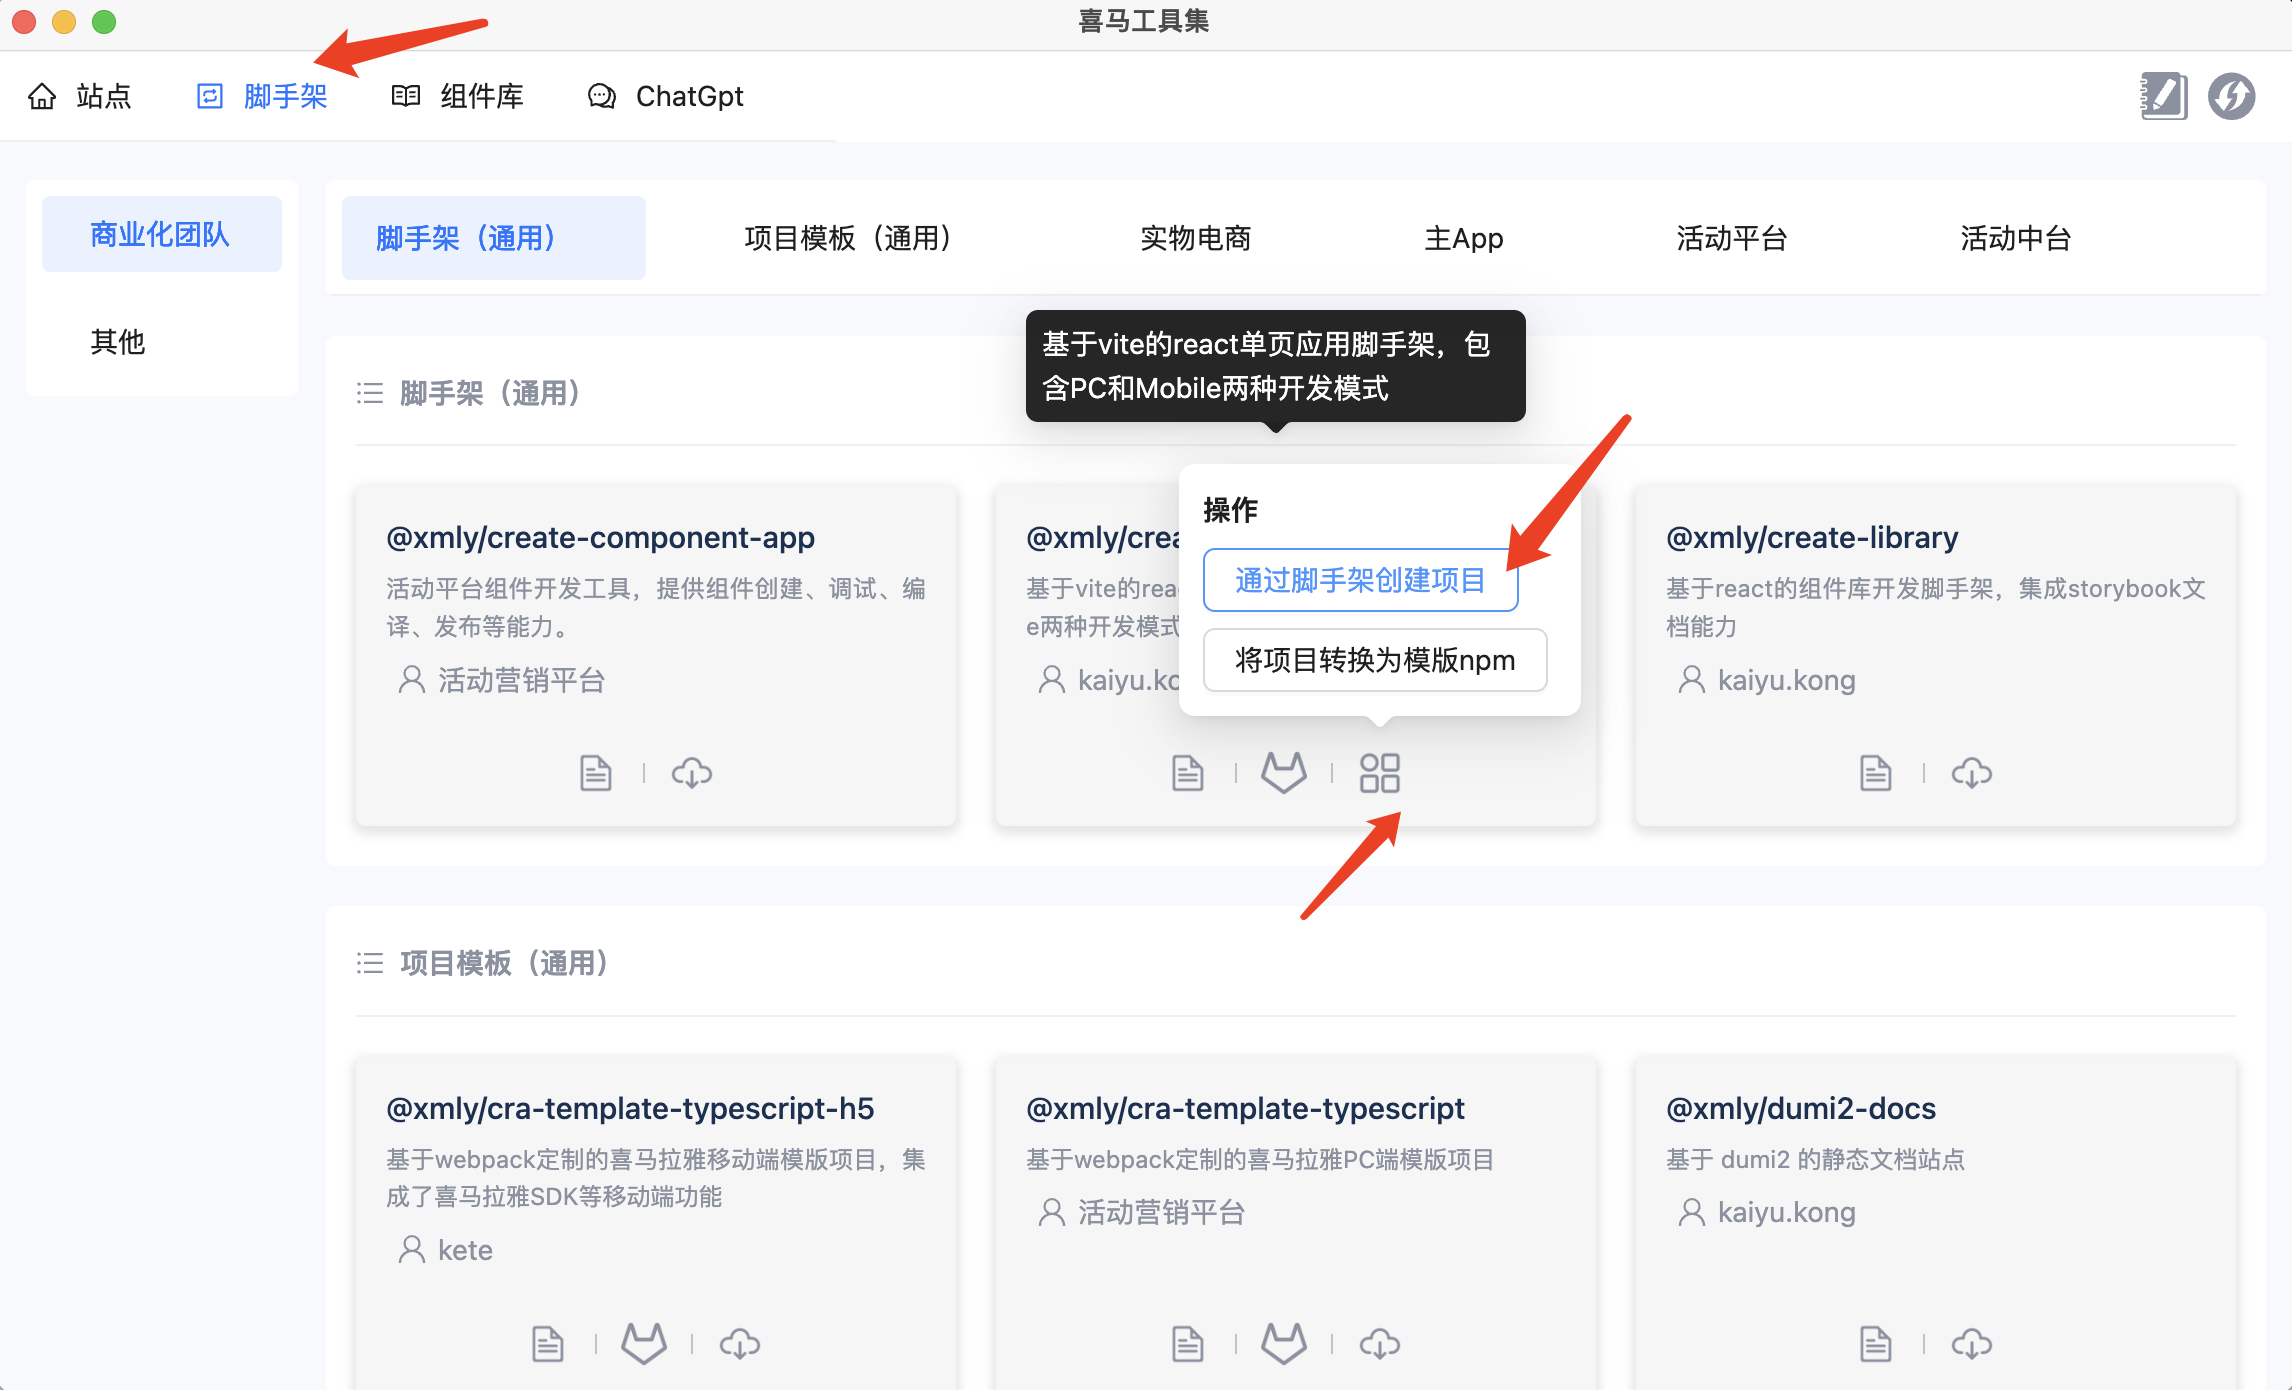 喜马工具集
站点
脚手架
组件库
ChatGpt
商业化团队
其他
脚手架（通用）
项目模板（通用）
实物电商
主App
活动平台
活动中台
基于vite的react单页应用脚手架，包
含PC和Mobile两种开发模式
脚手架（通用）
@xmly/create-component-app
活动平台组件开发工具，提供组件创建、调试、编
译、发布等能力。
活动营销平台
@xmly/crea
基于vite的rea
e两种开发模式
kaiyu.ko
操作
通过脚手架创建项目
将项目转换为模版npm
@xmly/create-library
基于react的组件库开发脚手架，集成storybook文
档能力
kaiyu.kong
项目模板（通用）
@xmly/cra-template-typescript-h5
基于webpack定制的喜马拉雅移动端模版项目，集
成了喜马拉雅SDK等移动端功能
kete
@xmly/cra-template-typescript
基于webpack定制的喜马拉雅PC端模版项目
活动营销平台
@xmly/dumi2-docs
基于 dumi2 的静态文档站点
kaiyu.kong